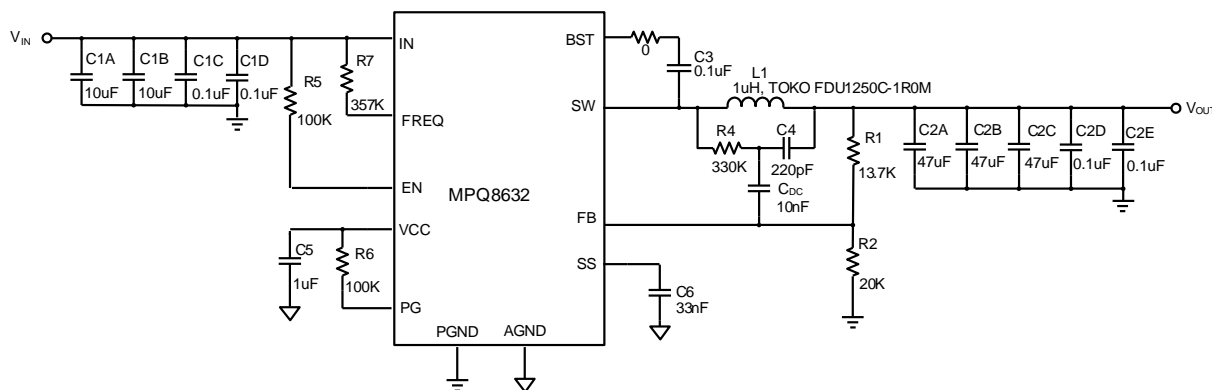 V_IN
C1A
10uF
C1B
10uF
C1C
0.1uF
C1D
0.1uF
R5
100K
R7
357K
IN
FREQ
EN
VCC
PG
PGND
AGND
MPQ8632
BST
SW
FB
SS
C5
1uF
R6
100K
0
C3
0.1uF
L1
1uH, TOKO FDU1250C-1R0M
R4
330K
C4
220pF
C_DC
10nF
R1
13.7K
R2
20K
C6
33nF
C2A
47uF
C2B
47uF
C2C
47uF
C2D
0.1uF
C2E
0.1uF
V_OUT